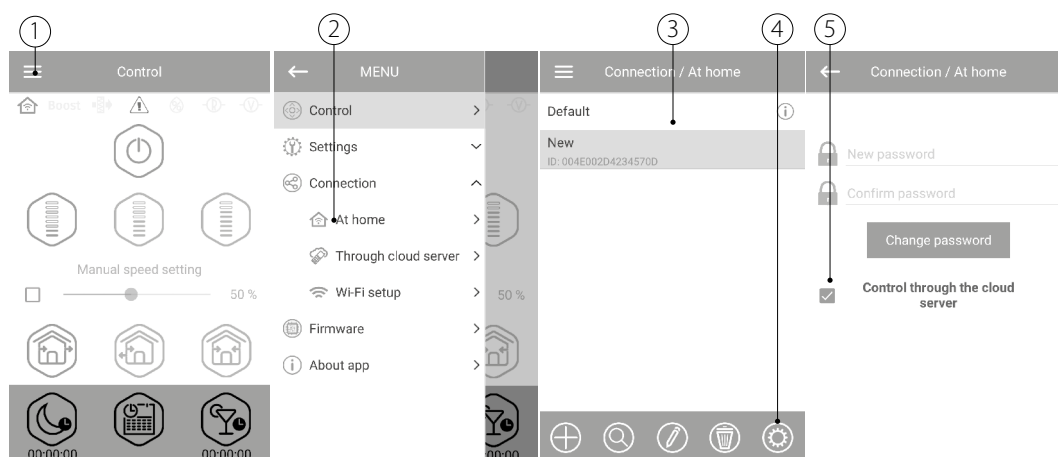 1
2
3
4
5
Control
Boost
Manual speed setting
50 %
00:00:00
00:00:00
MENU
Control
Settings
Connection
At home
Through cloud server
Wi-Fi setup
Firmware
About app
50 %
00:00
Connection / At home
Default
New
ID: 004E002D4234570D
Connection / At home
New password
Confirm password
Change password
Control through the cloud
server